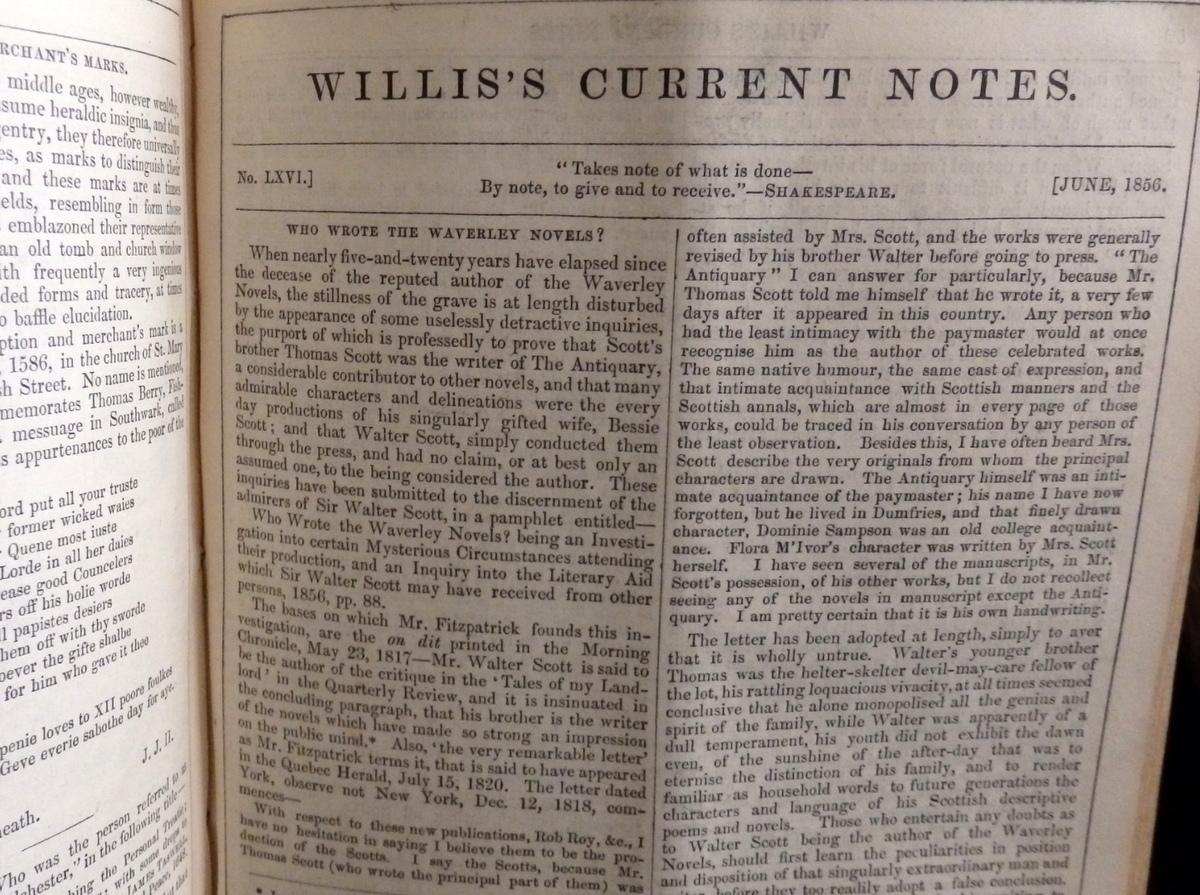 RCHANT'S MARKS.
middle ages, however wealthy,
ssume heraldic insignia, and thus
gentry, they therefore universally
es, as marks to distinguish their
and these marks are at times
elds, resembling in form those
emblazoned their representative
an old tomb and church window
ith frequently a very ingenious
ded forms and tracery, at times
o baffle elucidation.
ption and merchant's mark is a
1586, in the church of St. Mary
sh Street. No name is mentioned,
memorates Thomas Berry, Fish-
message in Southwark, called
s appurtenances to the poor of the
ord put all your truste
former wicked waies
Quene most iuste
Lorde in all her daies
ease good Councelers
rs off his holie worde
ll papistes desiers
hem off with thy sworde
oever the gifte shalbe
for him who gave it thee
penie loves to XII poore foulkes
Geve everie sabothe day for aye.
J. J. H.
eath.
Who was the person referred to as
chester," in the following title—
WILLIS'S CURRENT NOTES.
No. LXVI.]
"Takes note of what is done—
By note, to give and to receive."—SHAKESPEARE.
[JUNE, 1856.
WHO WROTE THE WAVERLEY NOVELS?
When nearly five-and-twenty years have elapsed since
the decease of the reputed author of the Waverley
Novels, the stillness of the grave is at length disturbed
by the appearance of some uselessly detractive inquiries,
the purport of which is professedly to prove that Scott's
brother Thomas Scott was the writer of The Antiquary,
a considerable contributor to other novels, and that many
admirable characters and delineations were the every
day productions of his singularly gifted wife, Bessie
Scott; and that Walter Scott, simply conducted them
through the press, and had no claim, or at best only an
assumed one, to the being considered the author. These
inquiries have been submitted to the discernment of the
admirers of Sir Walter Scott, in a pamphlet entitled—
Who Wrote the Waverley Novels? being an Investi-
gation into certain Mysterious Circumstances attending
their production, and an Inquiry into the Literary Aid
which Sir Walter Scott may have received from other
persons, 1856, pp. 88.
The bases on which Mr. Fitzpatrick founds this in-
vestigation, are the on dit printed in the Morning
Chronicle, May 23, 1817—Mr. Walter Scott is said to
be the author of the critique in the 'Tales of my Land-
lord' in the Quarterly Review, and it is insinuated in
the concluding paragraph, that his brother is the writer
of the novels which have made so strong an impression
on the public mind.* Also, 'the very remarkable letter'
as Mr. Fitzpatrick terms it, that is said to have appeared
in the Quebec Herald, July 15, 1820. The letter dated
York, observe not New York, Dec. 12, 1818, com-
mences—
With respect to these new publications, Rob Roy, &c., I
have no hesitation in saying I believe them to be the pro-
duction of the Scotts. I say the Scotts, because Mr.
Thomas Scott (who wrote the principal part of them) was
often assisted by Mrs. Scott, and the works were generally
revised by his brother Walter before going to press. "The
Antiquary" I can answer for particularly, because Mr.
Thomas Scott told me himself that he wrote it, a very few
days after it appeared in this country. Any person who
had the least intimacy with the paymaster would at once
recognise him as the author of these celebrated works.
The same native humour, the same cast of expression, and
that intimate acquaintance with Scottish manners and the
Scottish annals, which are almost in every page of those
works, could be traced in his conversation by any person of
the least observation. Besides this, I have often heard Mrs.
Scott describe the very originals from whom the principal
characters are drawn. The Antiquary himself was an inti-
mate acquaintance of the paymaster; his name I have now
forgotten, but he lived in Dumfries, and that finely drawn
character, Dominie Sampson was an old college acquaint-
ance. Flora M'Ivor's character was written by Mrs. Scott
herself. I have seen several of the manuscripts, in Mr.
Scott's possession, of his other works, but I do not recollect
seeing any of the novels in manuscript except the Anti-
quary. I am pretty certain that it is his own handwriting.
The letter has been adopted at length, simply to aver
that it is wholly untrue. Walter's younger brother
Thomas was the helter-skelter devil-may-care fellow of
the lot, his rattling loquacious vivacity, at all times seemed
conclusive that he alone monopolised all the genius and
spirit of the family, while Walter was apparently of a
dull temperament, his youth did not exhibit the dawn
even, of the sunshine of the after-day that was to
eternise the distinction of his family, and to render
familiar as household words to future generations the
characters and language of his Scottish descriptive
poems and novels. Those who entertain any doubts as
to Walter Scott being the author of the Waverley
Novels, should first learn the peculiarities in position
and disposition of that singularly extraordinary man and
before they too readily adopt a false conclusion.